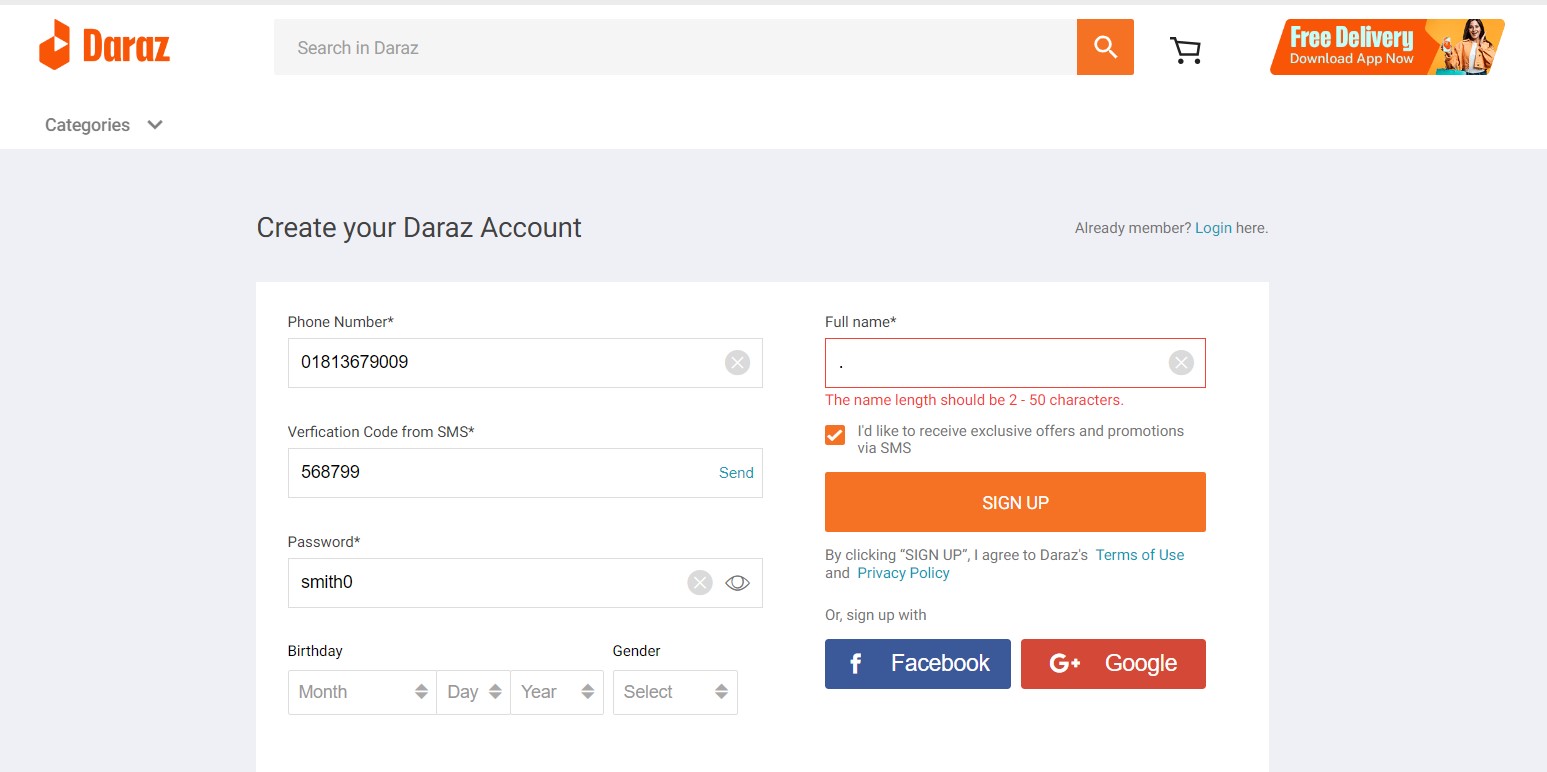 Daraz
Search in Daraz
Free Delivery
Download App Now
Categories
Create your Daraz Account
Already member? Login here.
Phone Number*
01813679009
Verfication Code from SMS*
568799
Send
Password*
smith0
Birthday
Gender
Month
Day
Year
Select
Full name*
.
The name length should be 2 - 50 characters.
I'd like to receive exclusive offers and promotions
via SMS
SIGN UP
By clicking “SIGN UP”, I agree to Daraz's Terms of Use
and Privacy Policy
Or, sign up with
f Facebook
G+ Google